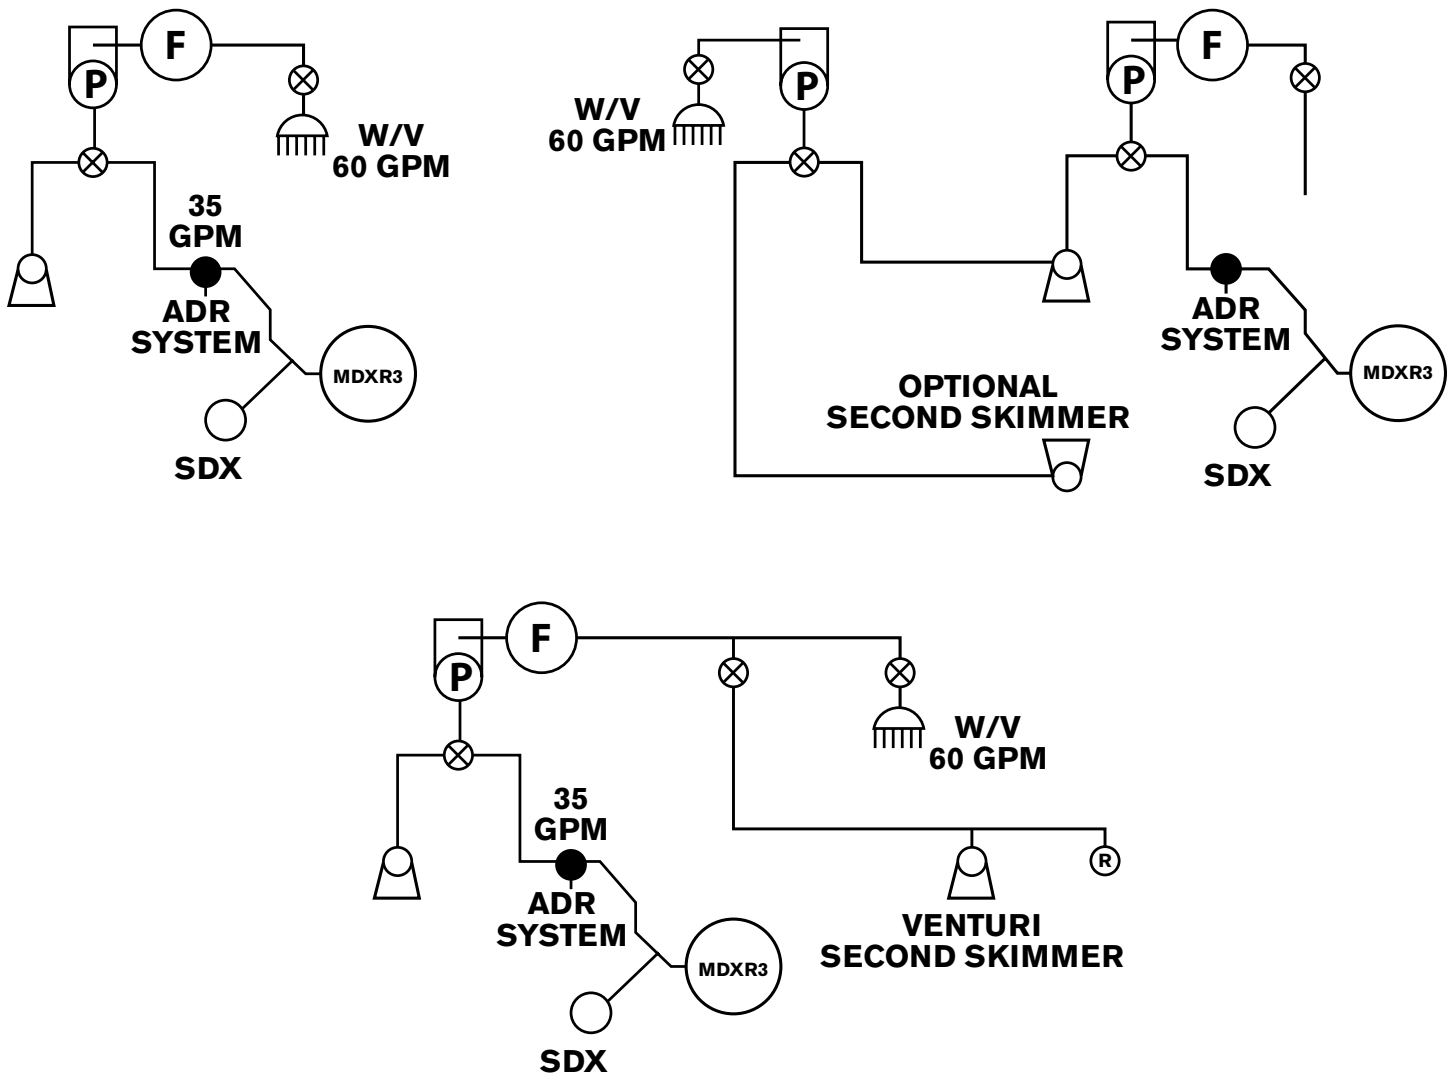 F
P
W/V
60 GPM
35
GPM
ADR
SYSTEM
MDXR3
SDX
P
W/V
60 GPM
F
P
ADR
SYSTEM
MDXR3
OPTIONAL
SECOND SKIMMER
SDX
F
P
W/V
60 GPM
35
GPM
R
ADR
SYSTEM
VENTURI
SECOND SKIMMER
MDXR3
SDX